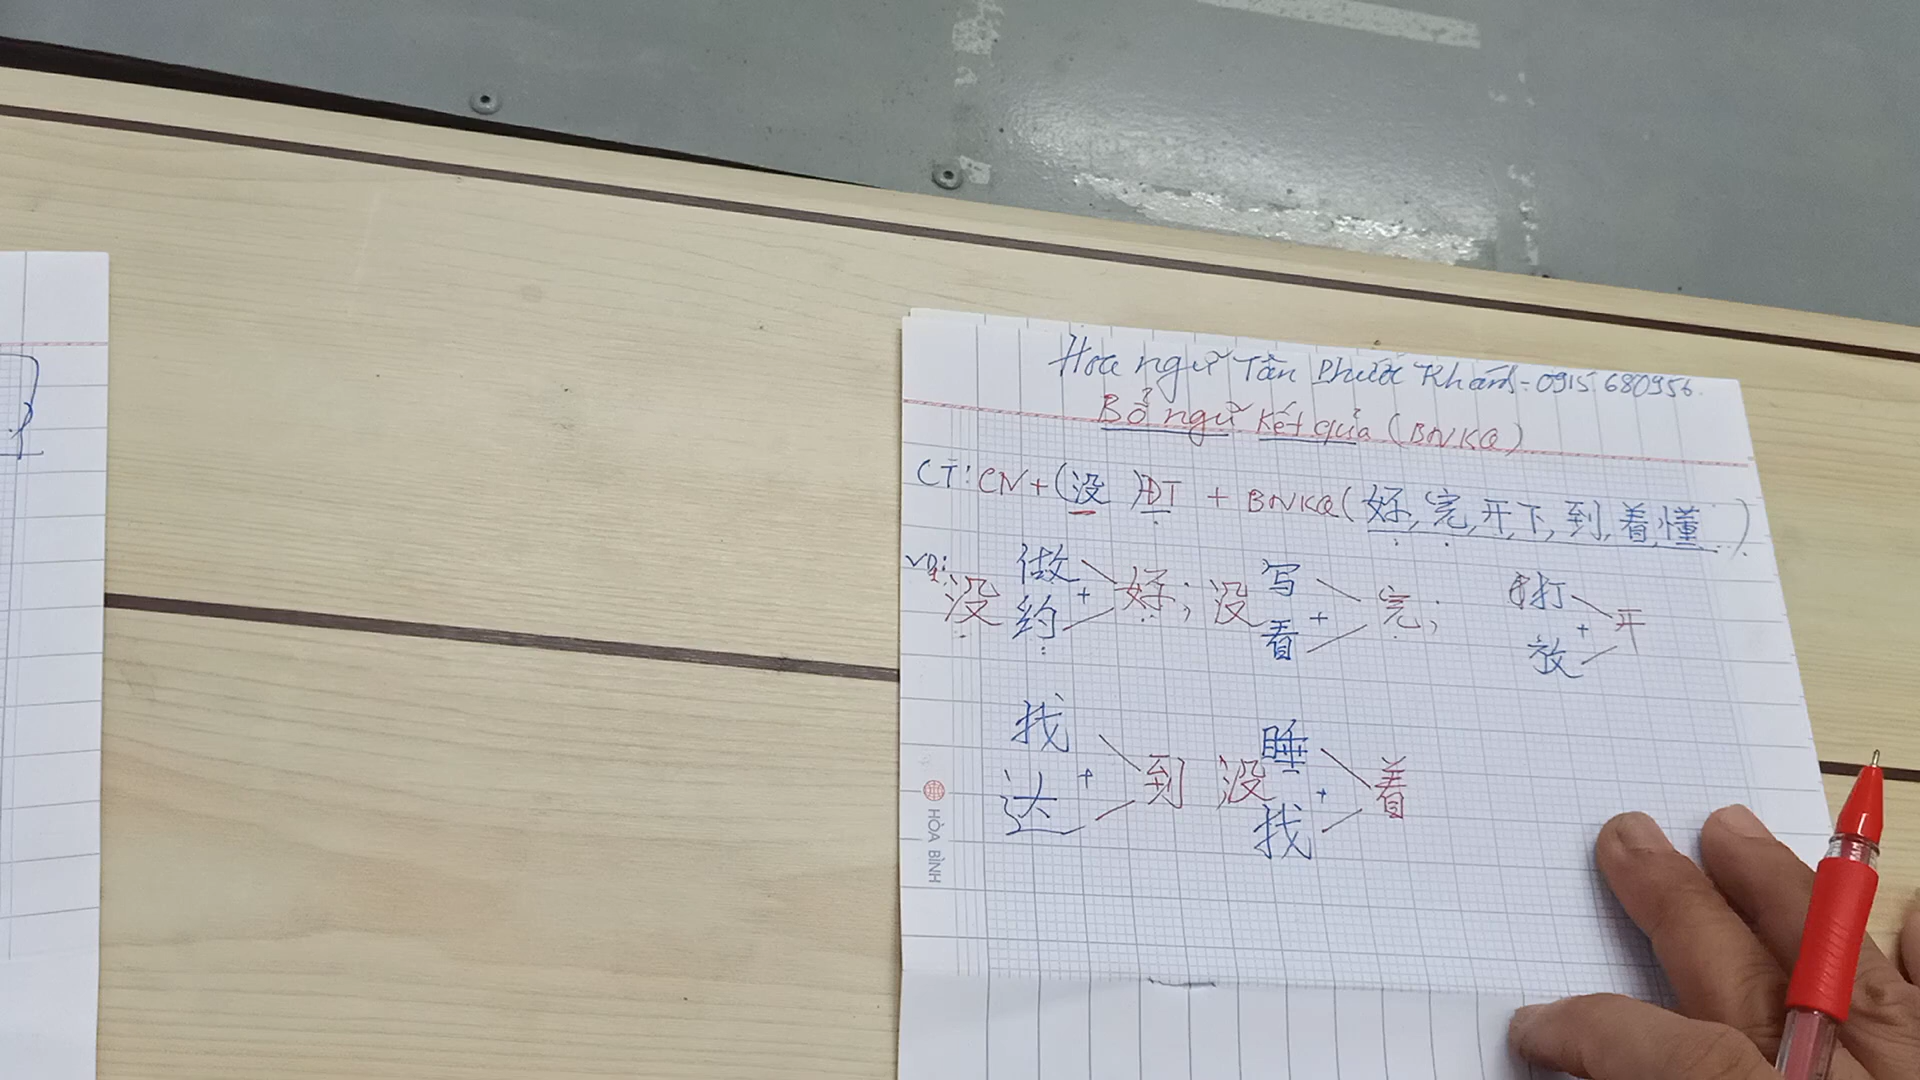 Hoa ngữ Tân Phước Khánh - 0915 680956.
Bổ ngữ kết quả (BNKQ)
CT: CN + (没) ĐT + BNKQ (好, 完, 开, 下, 到, 着, 懂)
VD: 没 做 约 + 好; 没 写 看 + 完; 打 放 + 开
找 达 + 到 没 睡 找 + 着
HÒA BÌNH